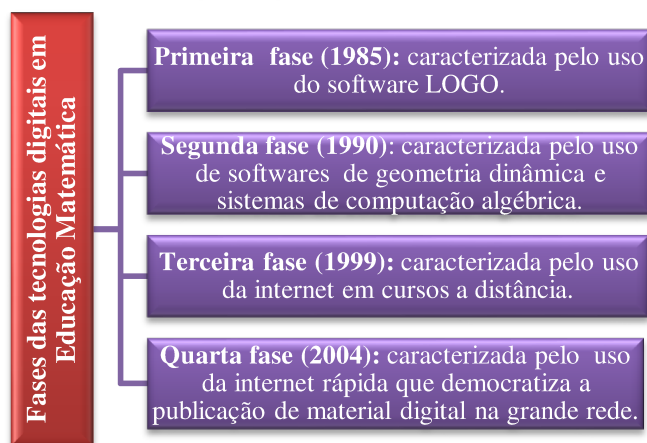 Fases das tecnologias digitais em
Educação Matemática
Primeira fase (1985): caracterizada pelo uso
do software LOGO.
Segunda fase (1990): caracterizada pelo uso
de softwares de geometria dinâmica e
sistemas de computação algébrica.
Terceira fase (1999): caracterizada pelo uso
da internet em cursos a distância.
Quarta fase (2004): caracterizada pelo uso
da internet rápida que democratiza a
publicação de material digital na grande rede.